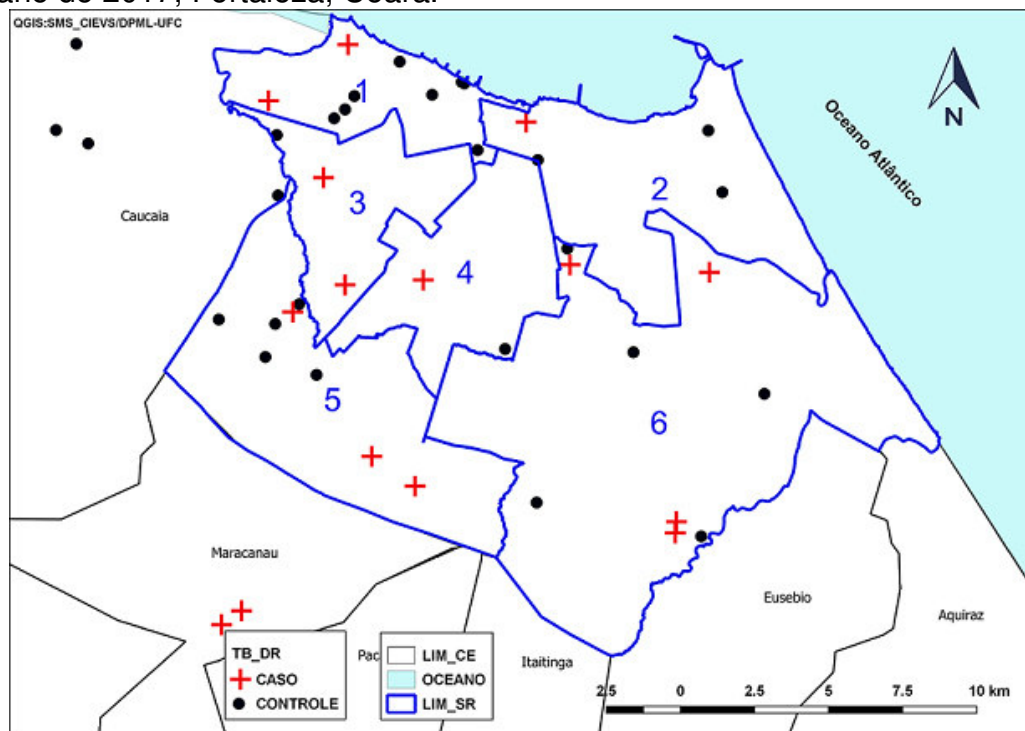 ano de 2017, Fortaleza, Ceará.
QGIS:SMS_CIEVS/DPML-UFC
N
Oceano Atlântico
1
2
3
Caucaia
4
5
6
Maracanau
Eusebio
Aquiraz
Pac
Itaitinga
TB_DR
CASO
CONTROLE
LIM_CE
OCEANO
LIM_SR
2.5 0 2.5 5 7.5 10 km